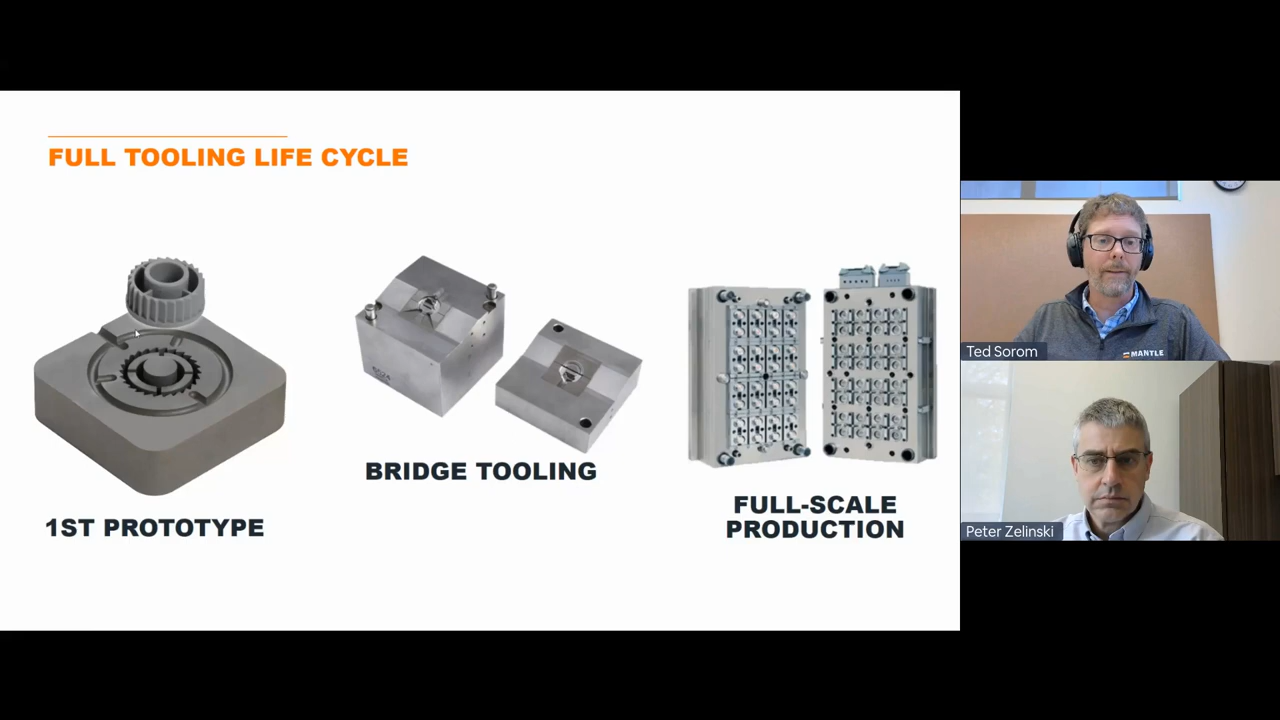 FULL TOOLING LIFE CYCLE
1ST PROTOTYPE
BRIDGE TOOLING
FULL-SCALE
PRODUCTION
MANTLE
Ted Sorom
Peter Zelinski